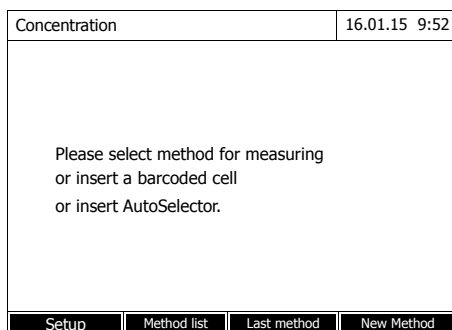 Concentration 16.01.15 9:52
Please select method for measuring
or insert a barcoded cell
or insert AutoSelector.
Setup Method list Last method New Method